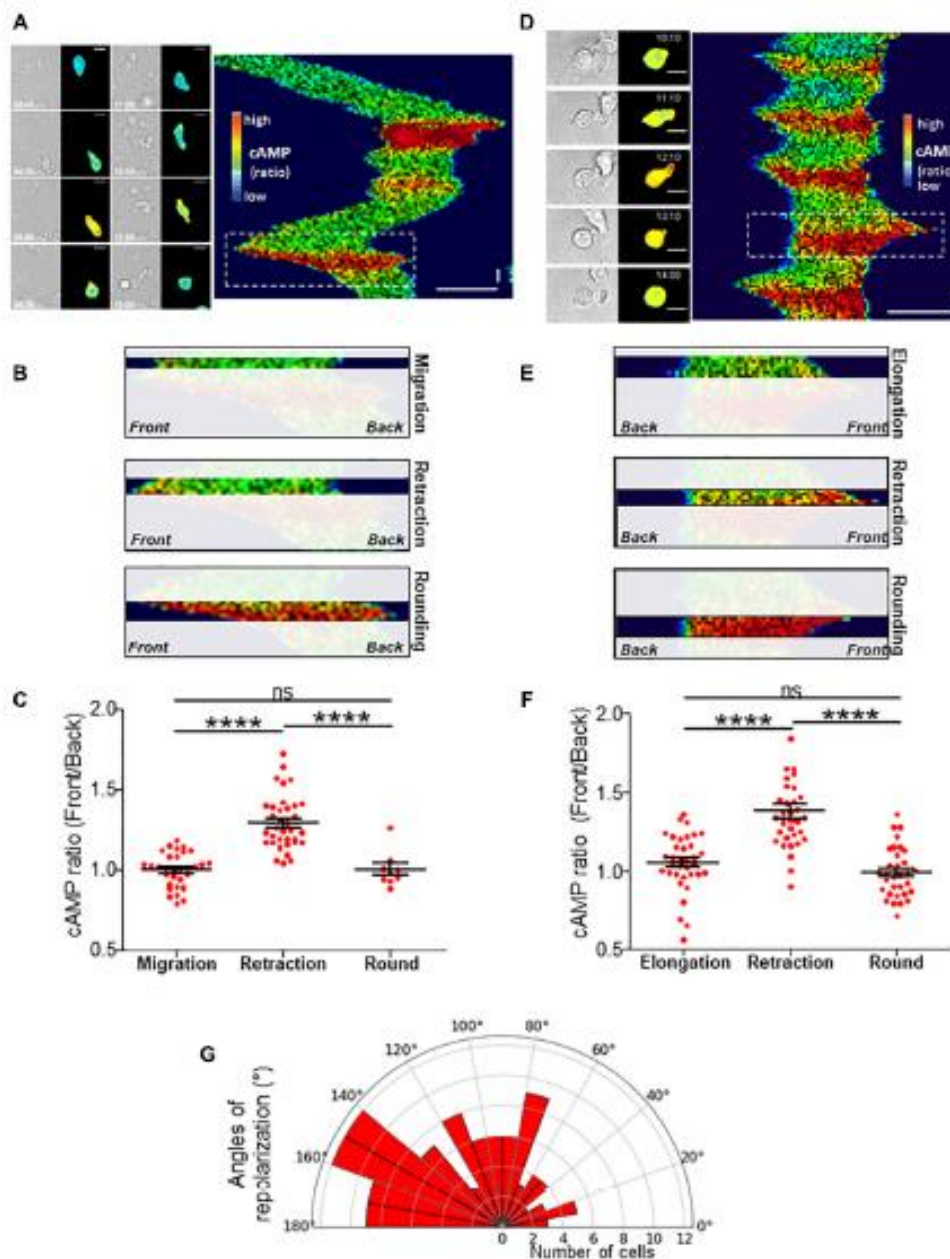 A
high
cAMP
(ratio)
low
D
10:10
11:10
12:10
13:10
14:00
high
cAMP
(ratio)
low
B
Migration
Front
Back
Retraction
Front
Back
Rounding
Front
Back
E
Elongation
Back
Front
Retraction
Back
Front
Rounding
Back
Front
C
ns
****
****
cAMP ratio (Front/Back)
2.0
1.5
1.0
0.5
Migration
Retraction
Round
F
ns
****
****
cAMP ratio (Front/Back)
2.0
1.5
1.0
0.5
Elongation
Retraction
Round
G
Angles of
repolarization (°)
180°
160°
140°
120°
100°
80°
60°
40°
20°
0°
0 2 4 6 8 10 12
Number of cells